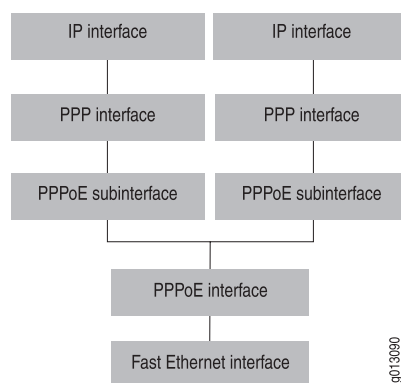 IP interface
IP interface
PPP interface
PPP interface
PPPoE subinterface
PPPoE subinterface
PPPoE interface
Fast Ethernet interface
g013090